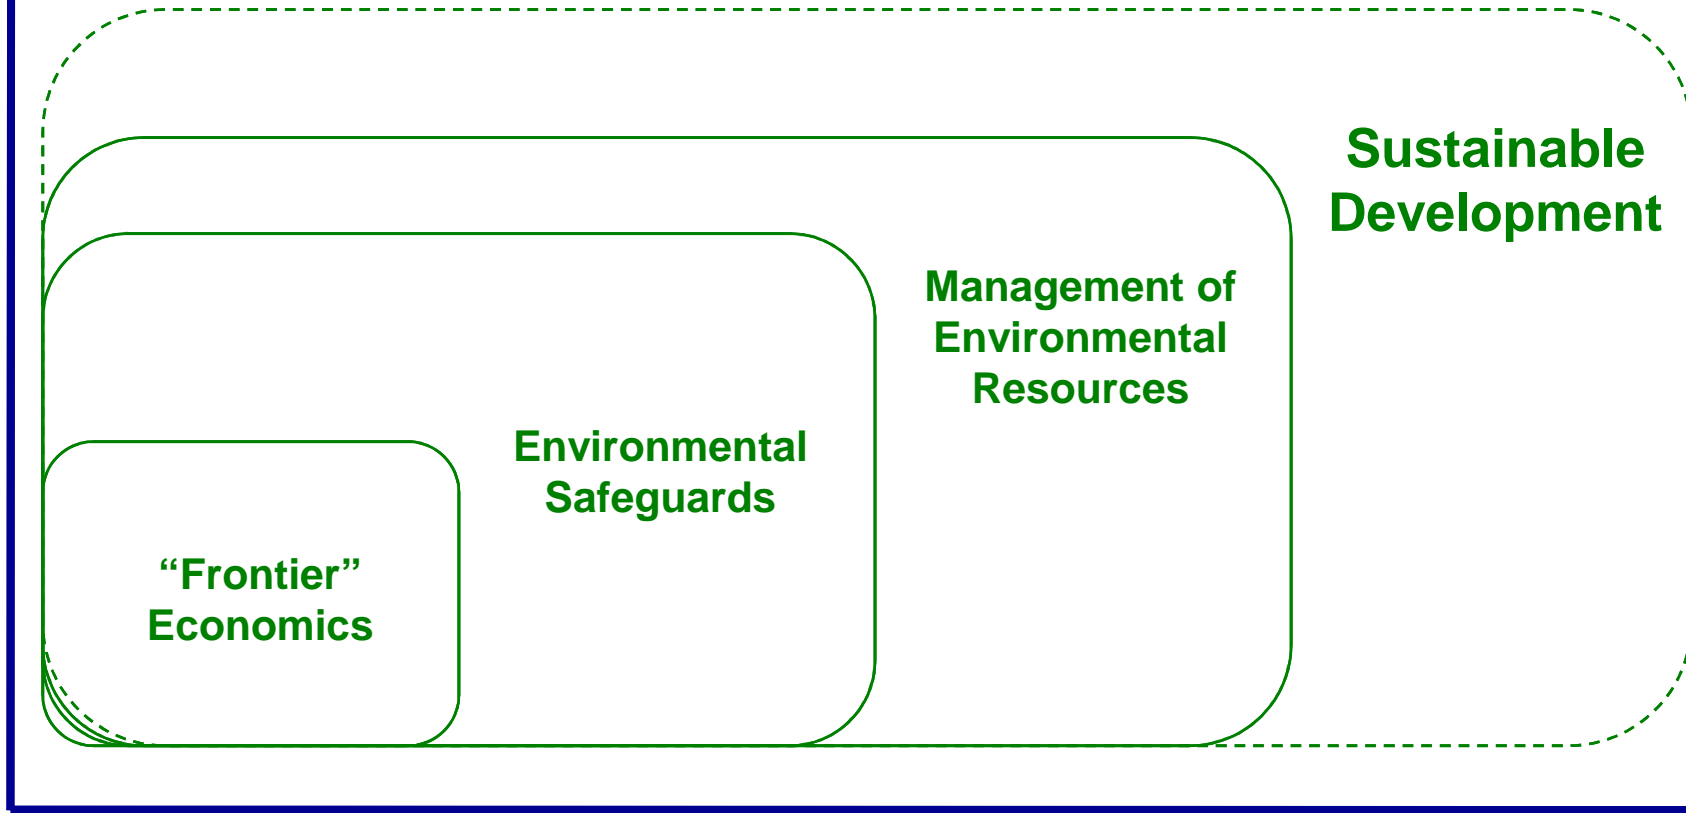 Sustainable
Development
Management of
Environmental
Resources
Environmental
Safeguards
“Frontier”
Economics